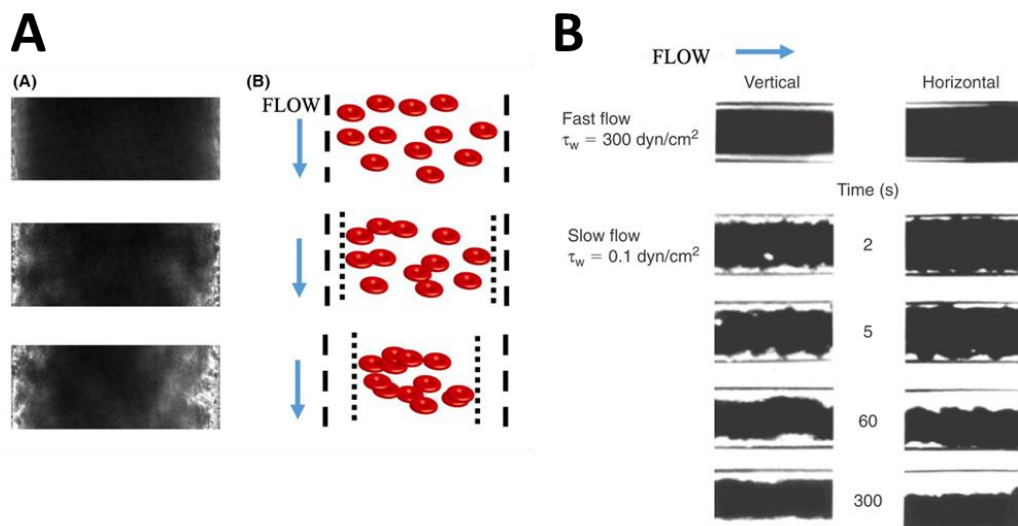 A
(A)
(B)
FLOW
B
FLOW
Vertical
Horizontal
Fast flow
τw = 300 dyn/cm²
Time (s)
Slow flow
τw = 0.1 dyn/cm²
2
5
60
300